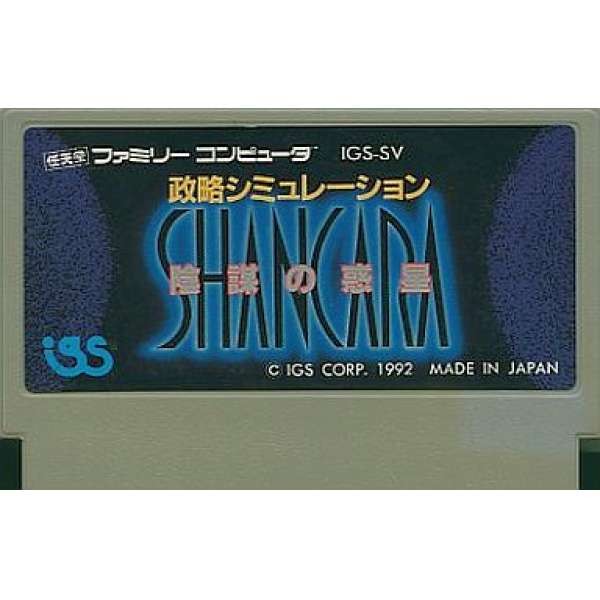 任天堂 ファミリーコンピュータ IGS-SV
政略シミュレーション
SHANCARA
陰謀の惑星
igs
© IGS CORP. 1992 MADE IN JAPAN